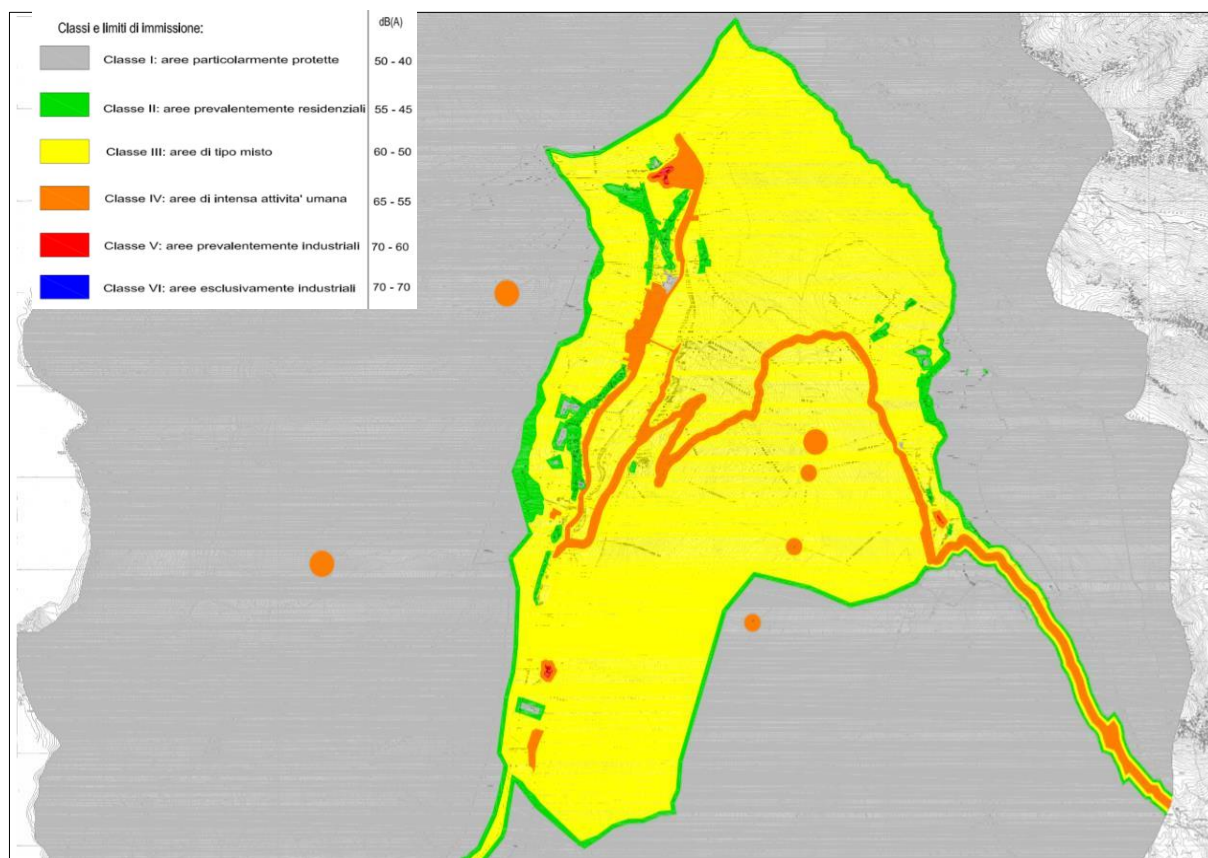 Classi e limiti di immissione: dB(A)
Classe I: aree particolarmente protette 50 - 40
Classe II: aree prevalentemente residenziali 55 - 45
Classe III: aree di tipo misto 60 - 50
Classe IV: aree di intensa attivita' umana 65 - 55
Classe V: aree prevalentemente industriali 70 - 60
Classe VI: aree esclusivamente industriali 70 - 70